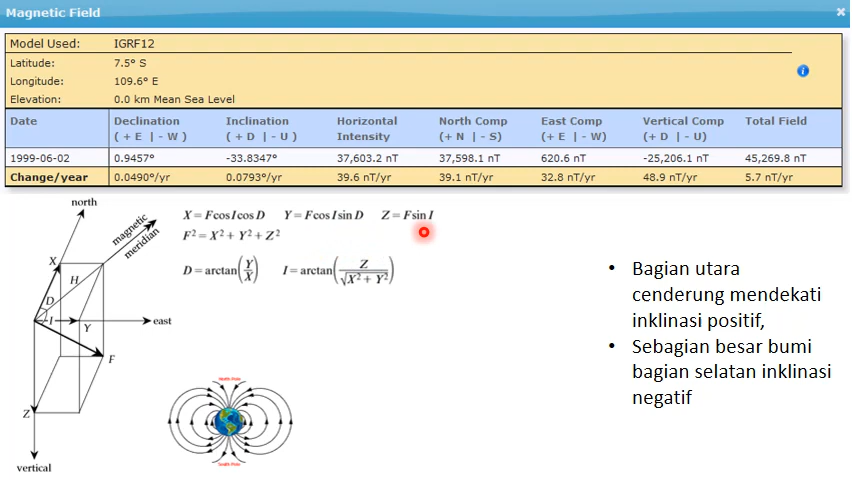 Magnetic Field
Model Used: IGRF12
Latitude: 7.5° S
Longitude: 109.6° E
Elevation: 0.0 km Mean Sea Level
Date Declination Inclination Horizontal North Comp East Comp Vertical Comp Total Field
( + E | - W ) ( + D | - U ) Intensity (+ N | - S) (+ E | - W) (+ D | - U)
1999-06-02 0.9457° -33.8347° 37,603.2 nT 37,598.1 nT 620.6 nT -25,206.1 nT 45,269.8 nT
Change/year 0.0490°/yr 0.0793°/yr 39.6 nT/yr 39.1 nT/yr 32.8 nT/yr 48.9 nT/yr 5.7 nT/yr
north
magnetic
meridian
X
H
D
I
Y
east
F
Z
vertical
X = F cos I cos D Y = F cos I sin D Z = F sin I
F² = X² + Y² + Z²
D = arctan(Y/X) I = arctan(Z/√X² + Y²)
North Pole
South Pole
• Bagian utara
cenderung mendekati
inklinasi positif,
• Sebagian besar bumi
bagian selatan inklinasi
negatif